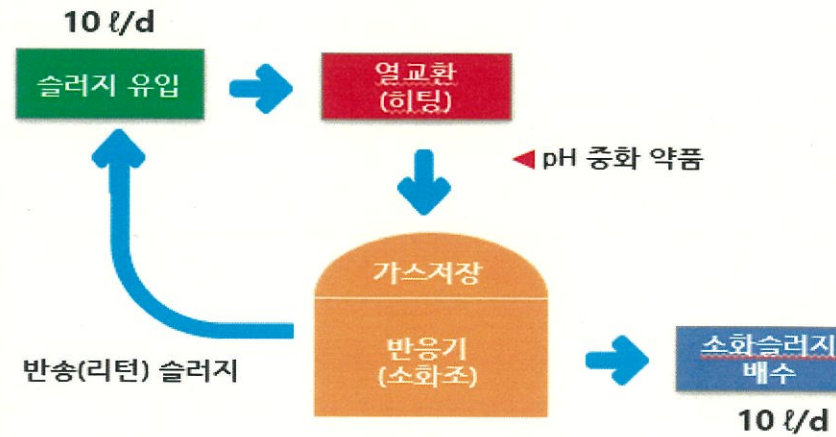 10 ℓ/d
슬러지 유입
열교환
(히팅)
◀pH 중화 약품
가스저장
반응기
(소화조)
반송(리턴) 슬러지
소화슬러지
배수
10 ℓ/d